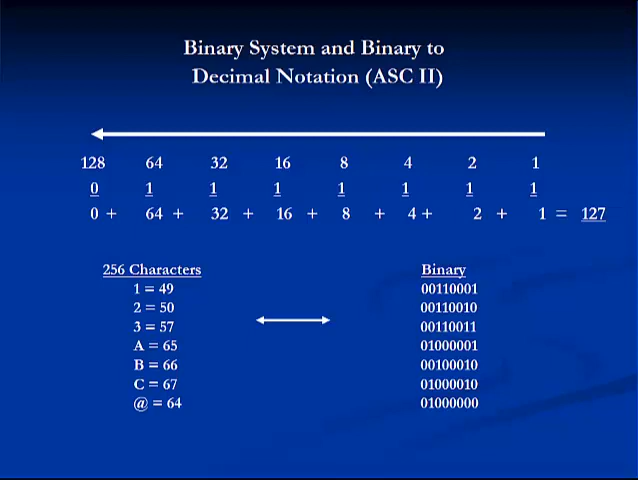 Binary System and Binary to
Decimal Notation (ASC II)
128 64 32 16 8 4 2 1
0 1 1 1 1 1 1 1
0 + 64 + 32 + 16 + 8 + 4 + 2 + 1 = 127
256 Characters Binary
1 = 49 00110001
2 = 50 00110010
3 = 57 00110011
A = 65 01000001
B = 66 00100010
C = 67 01000010
@ = 64 01000000